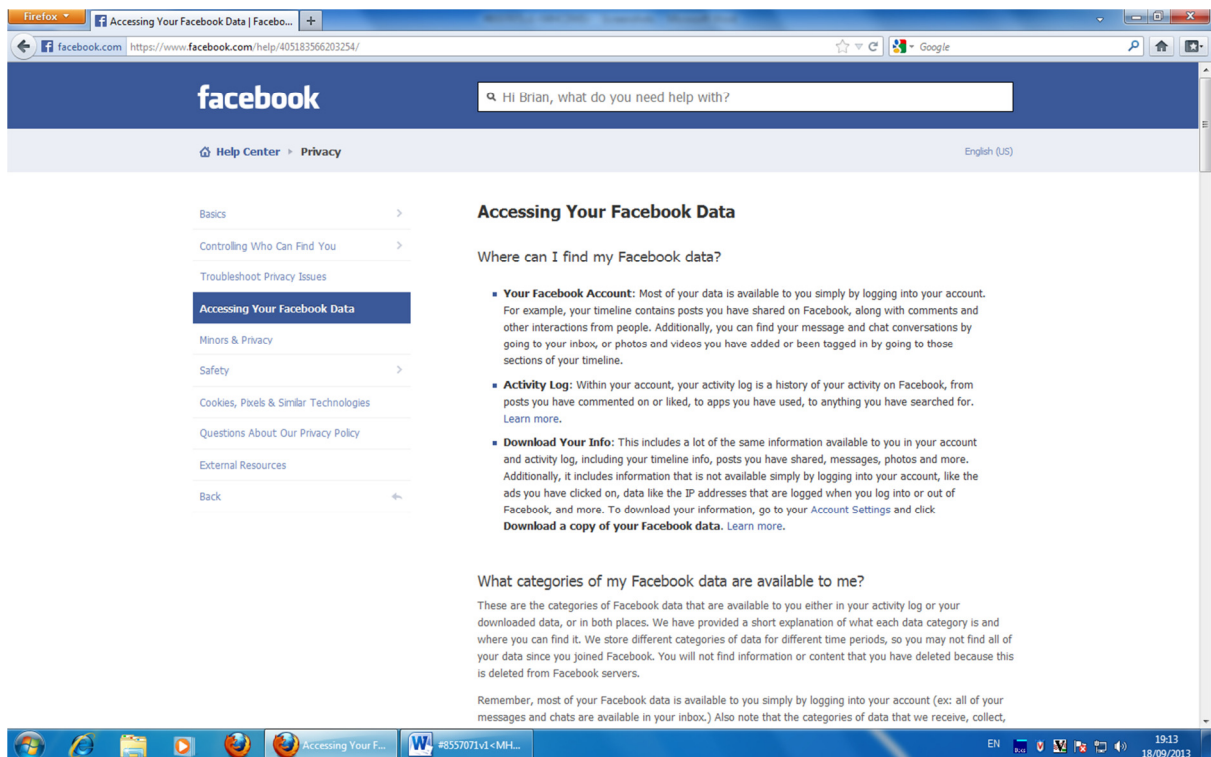 Firefox
Accessing Your Facebook Data | Facebo...
facebook.com https://www.facebook.com/help/405183566203254/
Google
facebook
Hi Brian, what do you need help with?
Help Center Privacy
English (US)
Basics
Controlling Who Can Find You
Troubleshoot Privacy Issues
Accessing Your Facebook Data
Minors & Privacy
Safety
Cookies, Pixels & Similar Technologies
Questions About Our Privacy Policy
External Resources
Back
Accessing Your Facebook Data
Where can I find my Facebook data?
Your Facebook Account: Most of your data is available to you simply by logging into your account.
For example, your timeline contains posts you have shared on Facebook, along with comments and
other interactions from people. Additionally, you can find your message and chat conversations by
going to your inbox, or photos and videos you have added or been tagged in by going to those
sections of your timeline.
Activity Log: Within your account, your activity log is a history of your activity on Facebook, from
posts you have commented on or liked, to apps you have used, to anything you have searched for.
Learn more.
Download Your Info: This includes a lot of the same information available to you in your account
and activity log, including your timeline info, posts you have shared, messages, photos and more.
Additionally, it includes information that is not available simply by logging into your account, like the
ads you have clicked on, data like the IP addresses that are logged when you log into or out of
Facebook, and more. To download your information, go to your Account Settings and click
Download a copy of your Facebook data. Learn more.
What categories of my Facebook data are available to me?
These are the categories of Facebook data that are available to you either in your activity log or your
downloaded data, or in both places. We have provided a short explanation of what each data category is and
where you can find it. We store different categories of data for different time periods, so you may not find all of
your data since you joined Facebook. You will not find information or content that you have deleted because this
is deleted from Facebook servers.
Remember, most of your Facebook data is available to you simply by logging into your account (ex: all of your
messages and chats are available in your inbox.) Also note that the categories of data that we receive, collect,
Accessing Your F...
#8557071v1<MH...
EN
19:13
18/09/2013